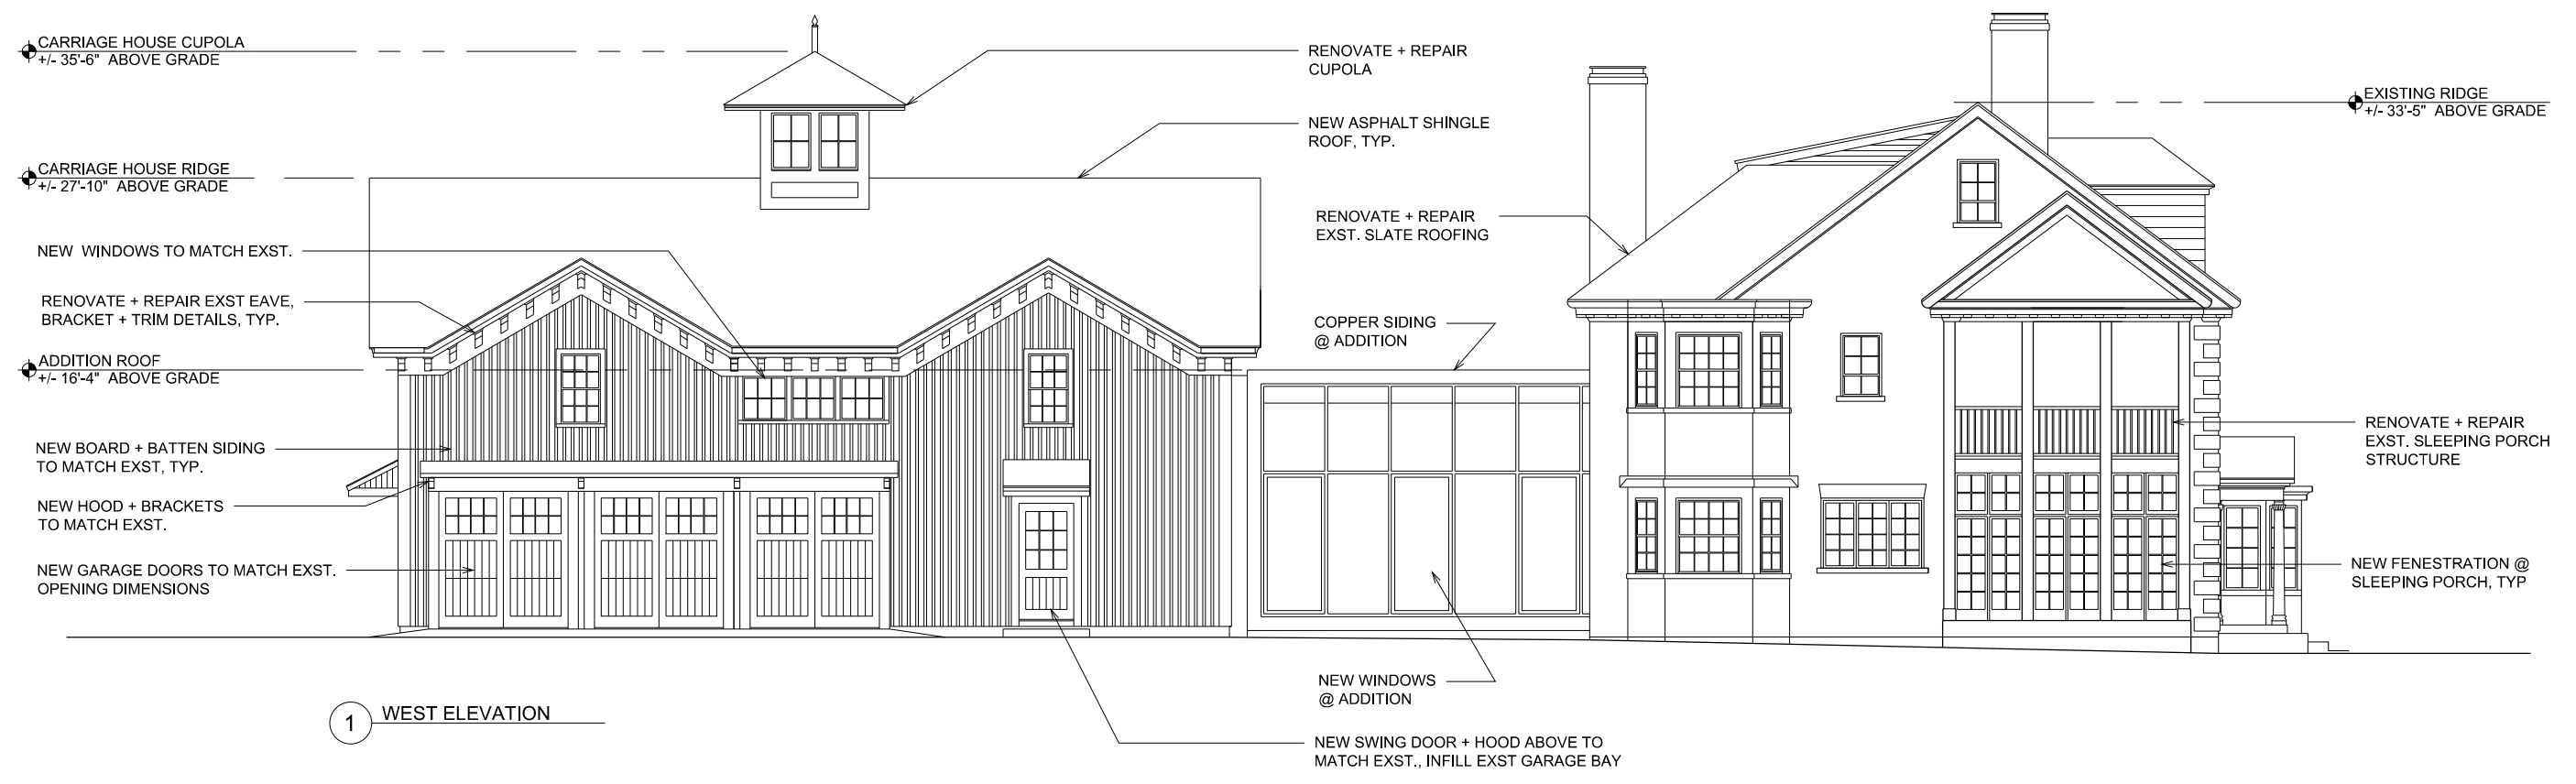 CARRIAGE HOUSE CUPOLA
+/- 35'-6" ABOVE GRADE
CARRIAGE HOUSE RIDGE
+/- 27'-10" ABOVE GRADE
NEW WINDOWS TO MATCH EXST.
RENOVATE + REPAIR EXST EAVE,
BRACKET + TRIM DETAILS, TYP.
ADDITION ROOF
+/- 16'-4" ABOVE GRADE
NEW BOARD + BATTEN SIDING
TO MATCH EXST, TYP.
NEW HOOD + BRACKETS
TO MATCH EXST.
NEW GARAGE DOORS TO MATCH EXST.
OPENING DIMENSIONS
RENOVATE + REPAIR
CUPOLA
NEW ASPHALT SHINGLE
ROOF, TYP.
RENOVATE + REPAIR
EXST. SLATE ROOFING
COPPER SIDING
@ ADDITION
NEW WINDOWS
@ ADDITION
NEW SWING DOOR + HOOD ABOVE TO
MATCH EXST., INFILL EXST GARAGE BAY
EXISTING RIDGE
+/- 33'-5" ABOVE GRADE
RENOVATE + REPAIR
EXST. SLEEPING PORCH
STRUCTURE
NEW FENESTRATION @
SLEEPING PORCH, TYP
1 WEST ELEVATION